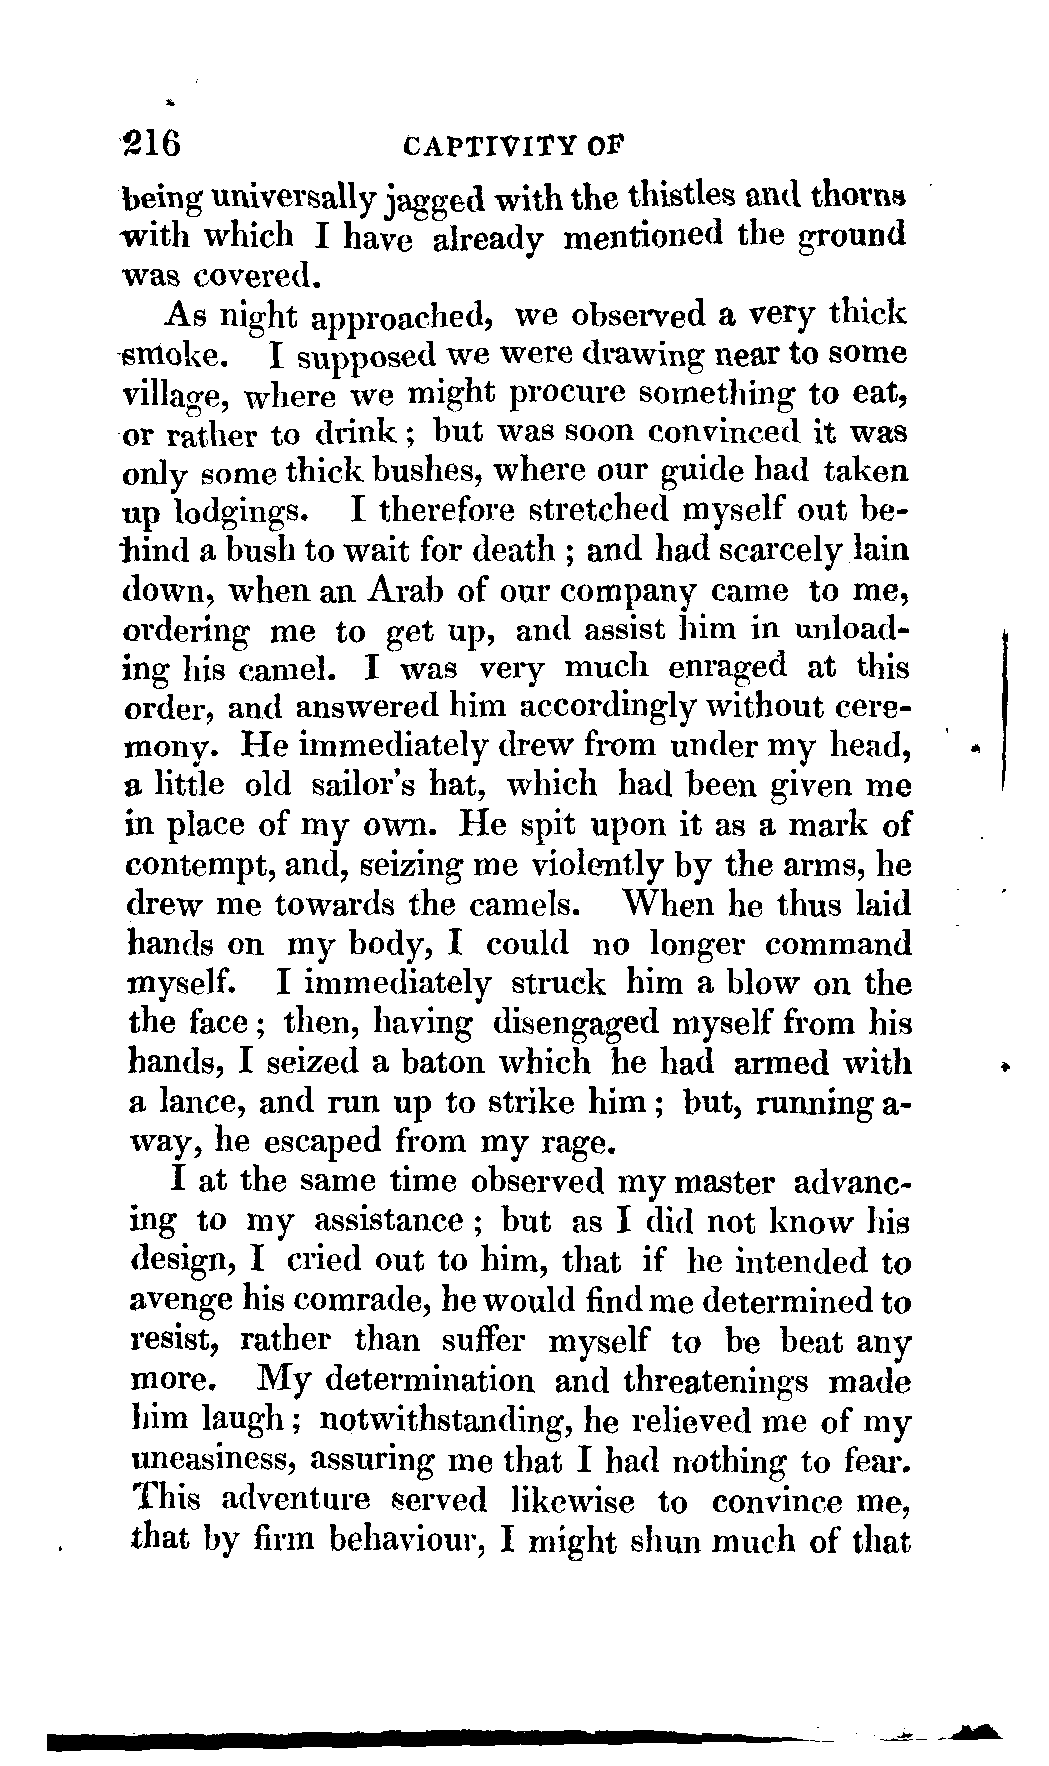 216 CAPTIVITY OF
being universally jagged with the thistles and thorns
with which I have already mentioned the ground
was covered.
As night approached, we observed a very thick
smoke. I supposed we were drawing near to some
village, where we might procure something to eat,
or rather to drink; but was soon convinced it was
only some thick bushes, where our guide had taken
up lodgings. I therefore stretched myself out be-
hind a bush to wait for death; and had scarcely lain
down, when an Arab of our company came to me,
ordering me to get up, and assist him in unload-
ing his camel. I was very much enraged at this
order, and answered him accordingly without cere-
mony. He immediately drew from under my head,
a little old sailor's hat, which had been given me
in place of my own. He spit upon it as a mark of
contempt, and, seizing me violently by the arms, he
drew me towards the camels. When he thus laid
hands on my body, I could no longer command
myself. I immediately struck him a blow on the
the face; then, having disengaged myself from his
hands, I seized a baton which he had armed with
a lance, and run up to strike him; but, running a-
way, he escaped from my rage.
I at the same time observed my master advanc-
ing to my assistance; but as I did not know his
design, I cried out to him, that if he intended to
avenge his comrade, he would find me determined to
resist, rather than suffer myself to be beat any
more. My determination and threatenings made
him laugh; notwithstanding, he relieved me of my
uneasiness, assuring me that I had nothing to fear.
This adventure served likewise to convince me,
that by firm behaviour, I might shun much of that